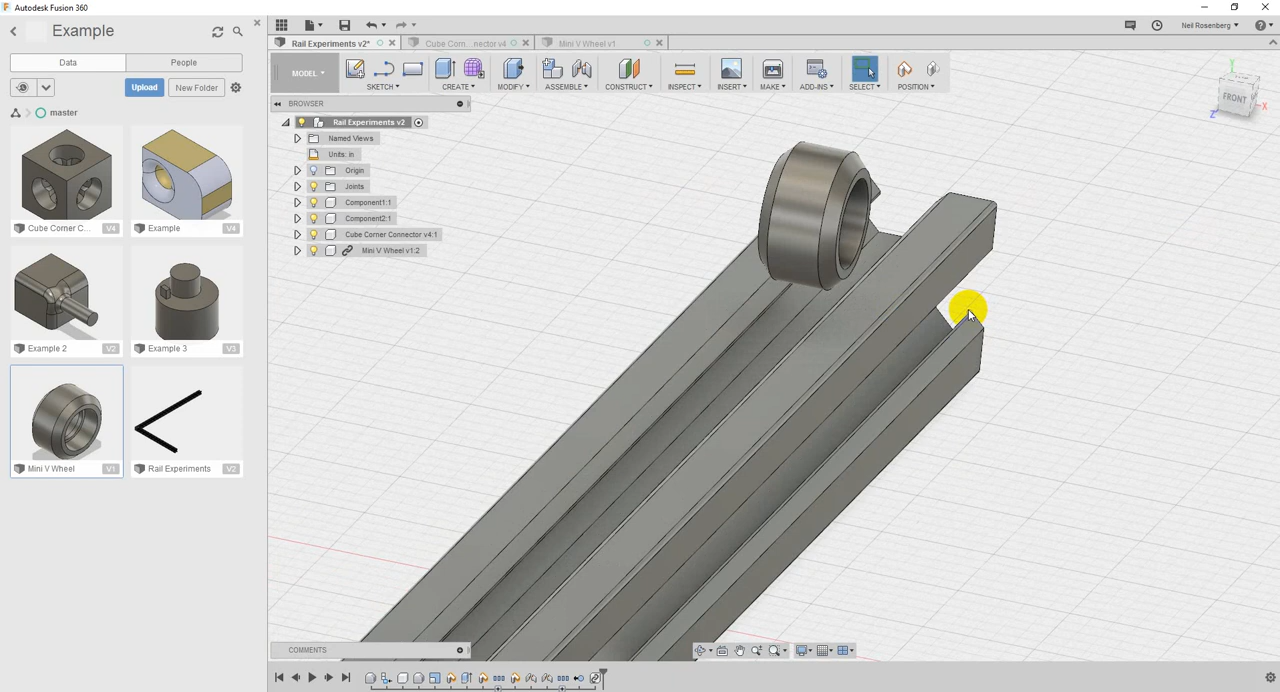 Autodesk Fusion 360
Example
Data People
Upload New Folder
master
Cube Corner C... V4
Example V4
Example 2 V2
Example 3 V3
Mini V Wheel V1
Rail Experiments V2
Neil Rosenberg
Rail Experiments v2*
Cube Corn...nector v4
Mini V Wheel v1
MODEL
SKETCH
CREATE
MODIFY
ASSEMBLE
CONSTRUCT
INSPECT
INSERT
MAKE
ADD-INS
SELECT
POSITION
BROWSER
Rail Experiments v2
Named Views
Units: in
Origin
Joints
Component1:1
Component2:1
Cube Corner Connector v4:1
Mini V Wheel v1:2
Y
FRONT
X
Z
COMMENTS